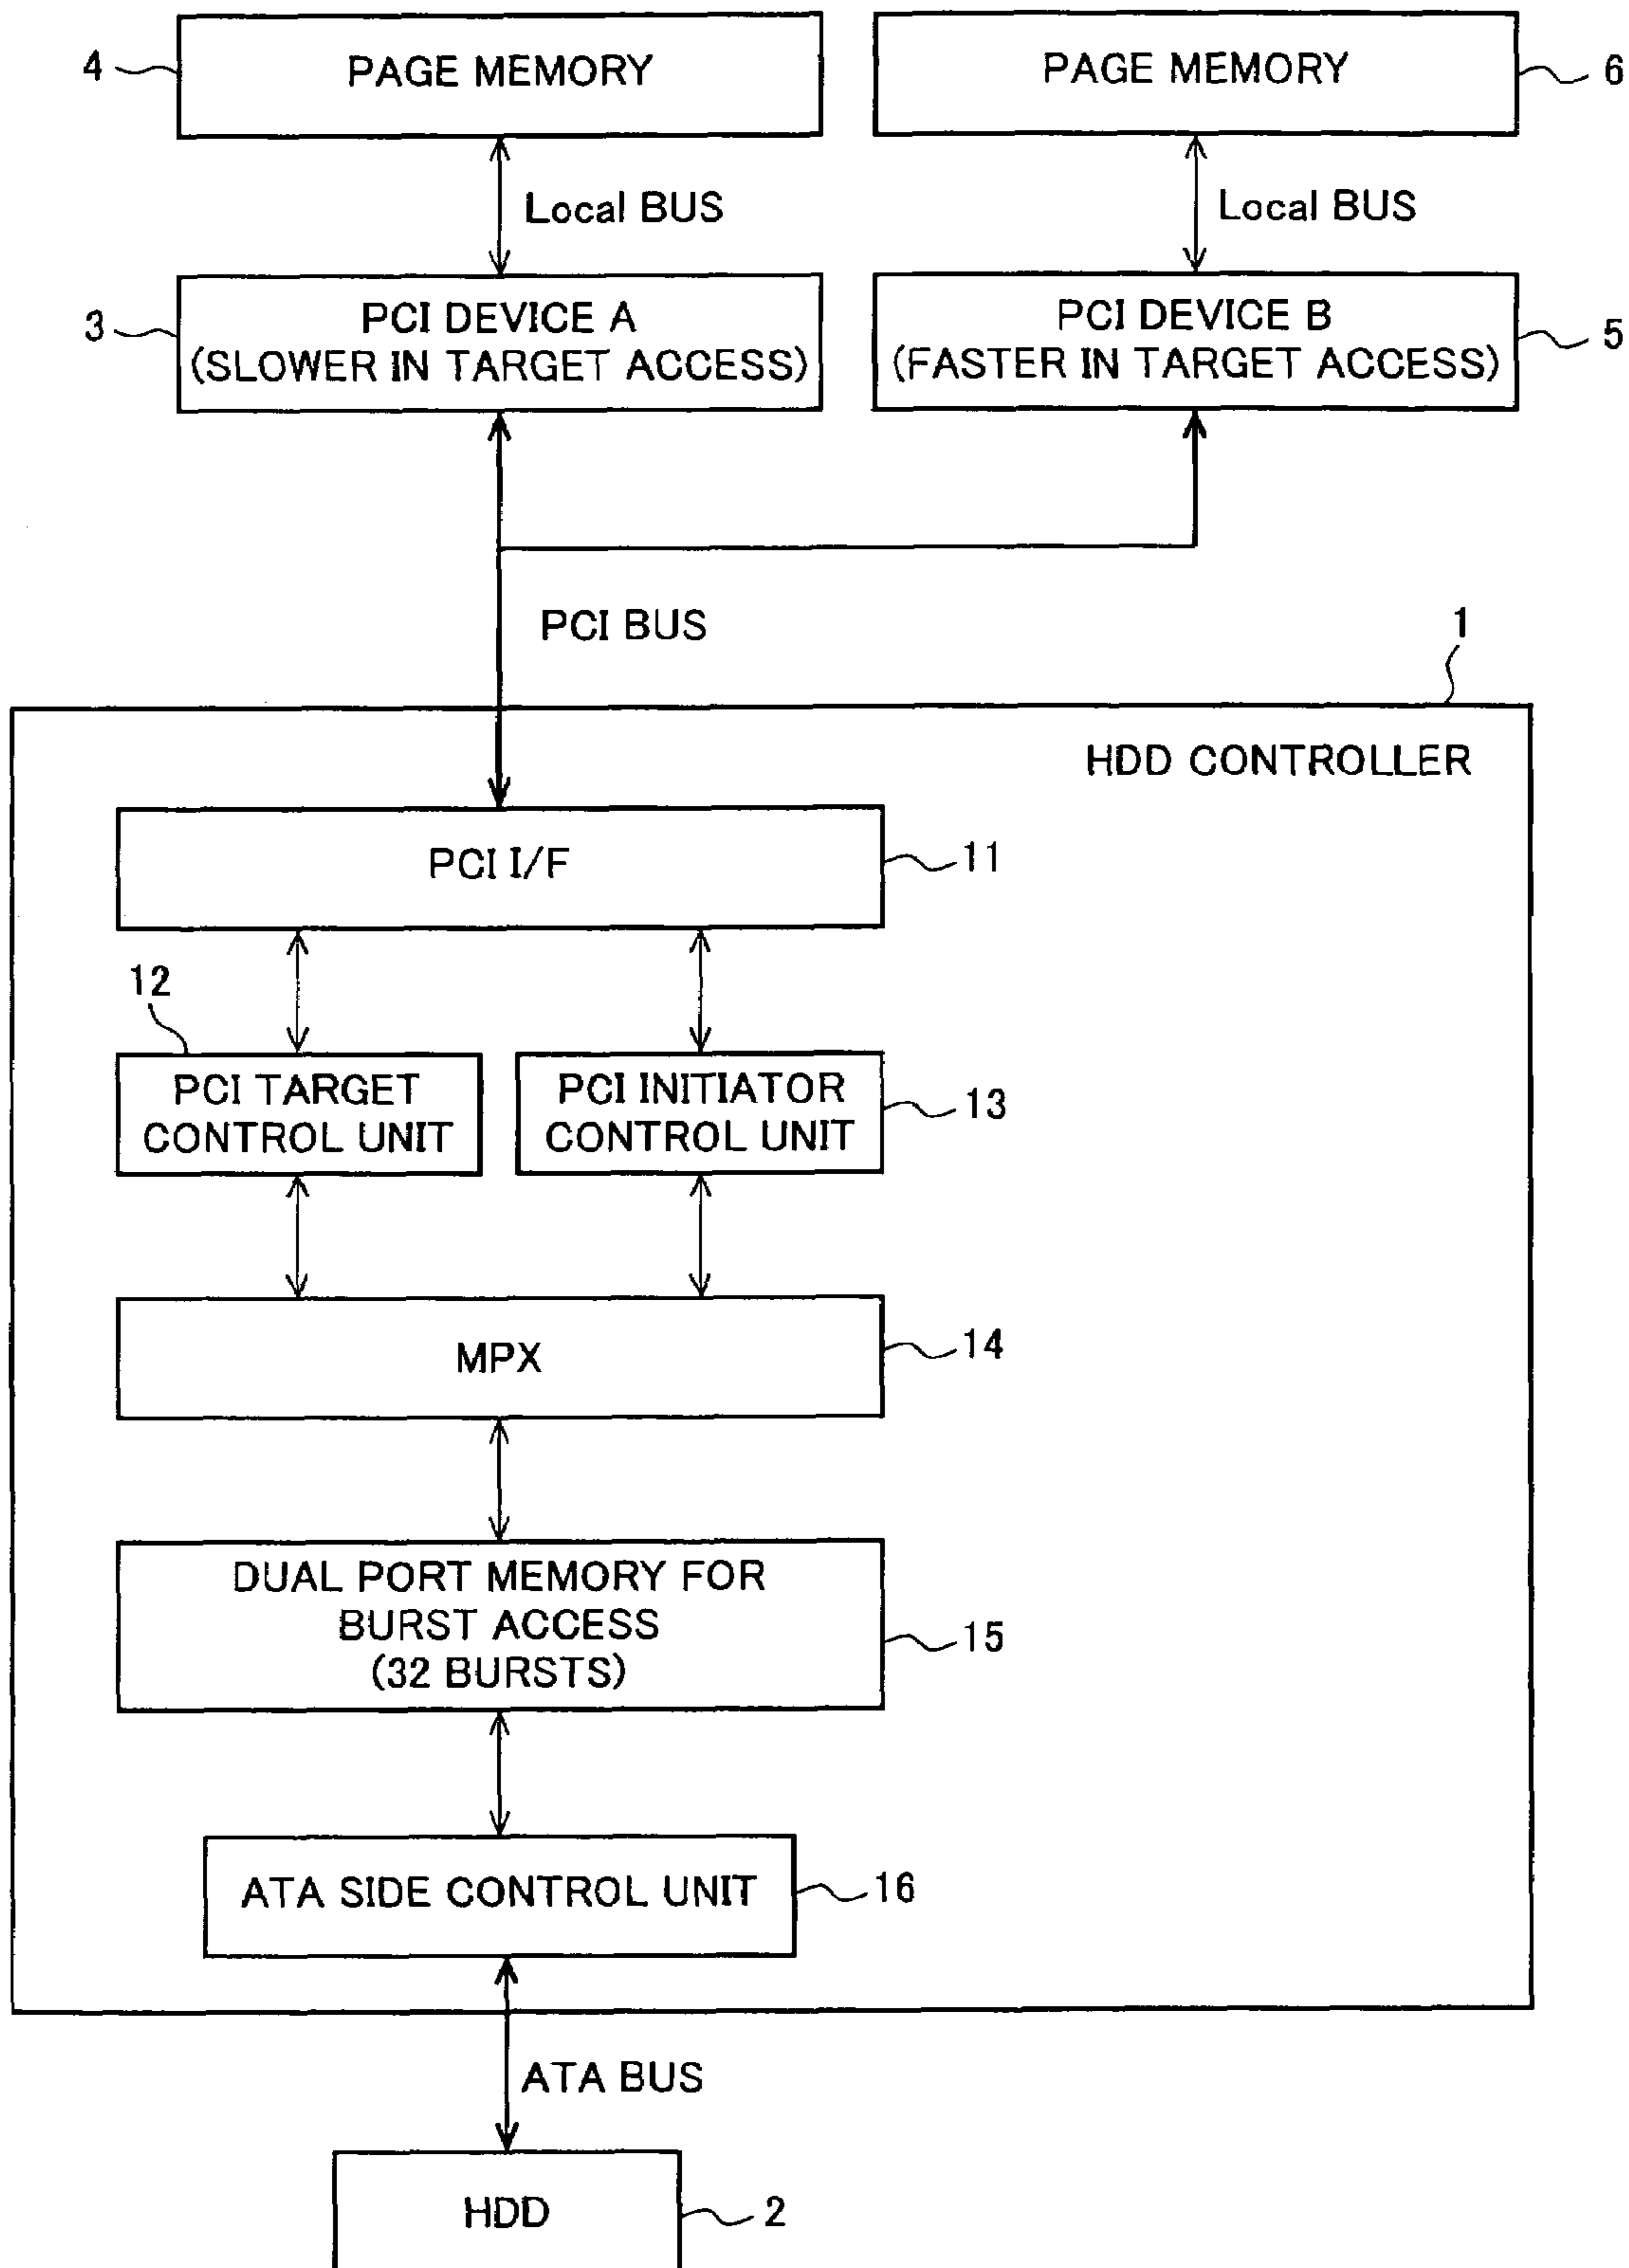 4
PAGE MEMORY
PAGE MEMORY
6
Local BUS
Local BUS
3
PCI DEVICE A
(SLOWER IN TARGET ACCESS)
PCI DEVICE B
(FASTER IN TARGET ACCESS)
5
PCI BUS
1
HDD CONTROLLER
PCI I/F
11
12
PCI TARGET
CONTROL UNIT
PCI INITIATOR
CONTROL UNIT
13
MPX
14
DUAL PORT MEMORY FOR
BURST ACCESS
(32 BURSTS)
15
ATA SIDE CONTROL UNIT
16
ATA BUS
HDD
2